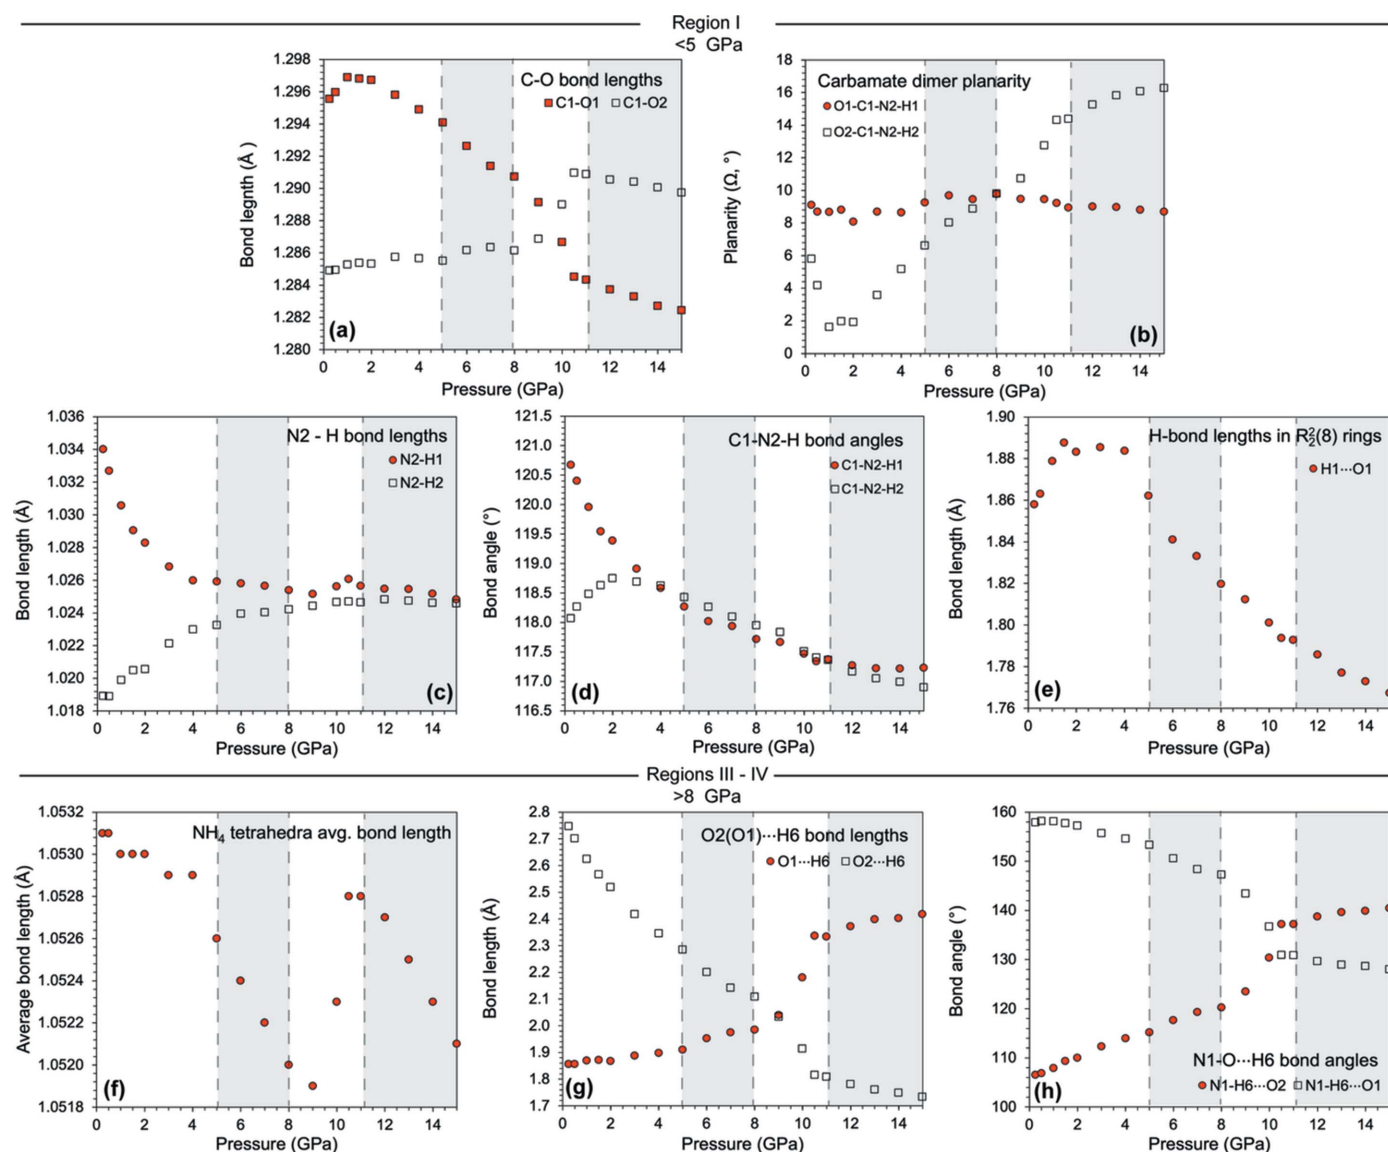 Region I
<5 GPa
1.298
1.296
1.294
1.292
1.290
1.288
1.286
1.284
1.282
1.280
Bond legnth (Å )
C-O bond lengths
C1-O1 C1-O2
(a)
0 2 4 6 8 10 12 14
Pressure (GPa)
18
16
14
12
10
8
6
4
2
0
Planarity (Ω, °)
Carbamate dimer planarity
O1-C1-N2-H1
O2-C1-N2-H2
(b)
0 2 4 6 8 10 12 14
Pressure (GPa)
1.036
1.034
1.032
1.030
1.028
1.026
1.024
1.022
1.020
1.018
Bond length (Å)
N2 - H bond lengths
N2-H1
N2-H2
(c)
0 2 4 6 8 10 12 14
Pressure (GPa)
121.5
121.0
120.5
120.0
119.5
119.0
118.5
118.0
117.5
117.0
116.5
Bond angle (°)
C1-N2-H bond angles
C1-N2-H1
C1-N2-H2
(d)
0 2 4 6 8 10 12 14
Pressure (GPa)
1.90
1.88
1.86
1.84
1.82
1.80
1.78
1.76
Bond length (Å)
H-bond lengths in R²₂(8) rings
H1···O1
(e)
0 2 4 6 8 10 12 14
Pressure (GPa)
Regions III - IV
>8 GPa
1.0532
1.0530
1.0528
1.0526
1.0524
1.0522
1.0520
1.0518
Average bond length (Å)
NH₄ tetrahedra avg. bond length
(f)
0 2 4 6 8 10 12 14
Pressure (GPa)
2.8
2.7
2.6
2.5
2.4
2.3
2.2
2.1
2.0
1.9
1.8
1.7
Bond length (Å)
O2(O1)···H6 bond lengths
O1···H6 O2···H6
(g)
0 2 4 6 8 10 12 14
Pressure (GPa)
160
150
140
130
120
110
100
Bond angle (°)
N1-O···H6 bond angles
N1-H6···O2 N1-H6···O1
(h)
0 2 4 6 8 10 12 14
Pressure (GPa)